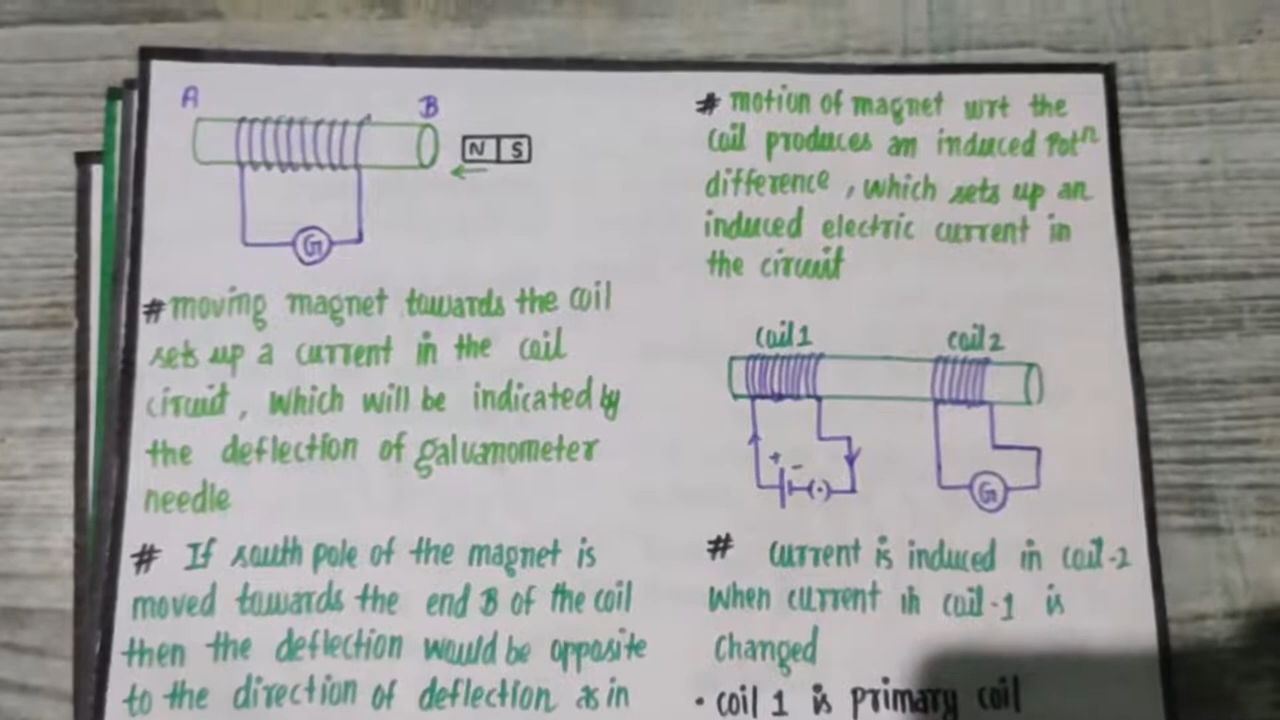 A
B
N S
G
# moving magnet towards the coil
sets up a current in the coil
circuit, which will be indicated by
the deflection of galvanometer
needle
# If south pole of the magnet is
moved towards the end B of the coil
then the deflection would be opposite
to the direction of deflection as in
# motion of magnet wrt the
coil produces an induced Potⁿ
difference, which sets up an
induced electric current in
the circuit
coil 1
coil 2
+ -
G
# current is induced in coil-2
when current in coil-1 is
changed
• coil 1 is primary coil